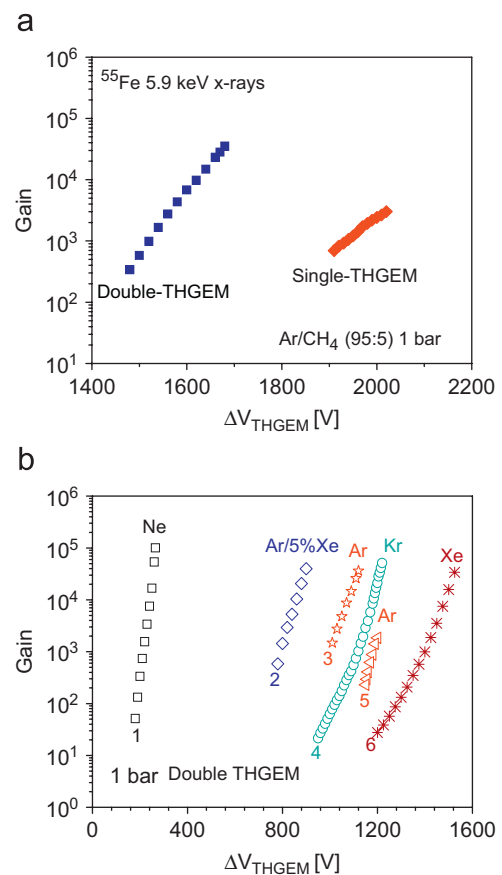 a
10^6
⁵⁵Fe 5.9 keV x-rays
10^5
10^4
Gain
10^3
Double-THGEM
Single-THGEM
10^2
Ar/CH₄ (95:5) 1 bar
10^1
1400 1600 1800 2000 2200
ΔV_THGEM [V]
b
10^6
Ne Ar/5%Xe Ar Kr Xe
10^5
10^4
Ar
Gain
10^3
2 3
10^2
5
1
4 6
10^1
1 bar Double THGEM
10^0
0 400 800 1200 1600
ΔV_THGEM [V]